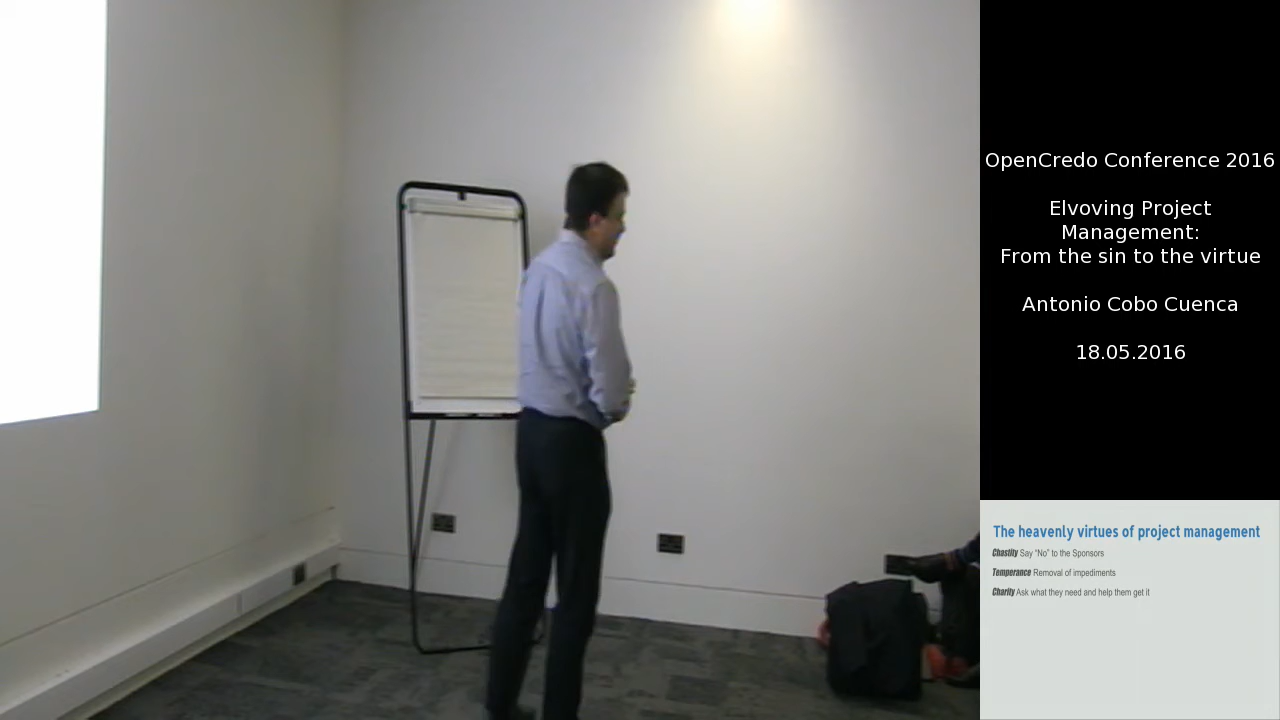 OpenCredo Conference 2016
Elvoving Project
Management:
From the sin to the virtue
Antonio Cobo Cuenca
18.05.2016
The heavenly virtues of project management
Chastity Say "No" to the Sponsors
Temperance Removal of impediments
Charity Ask what they need and help them get it